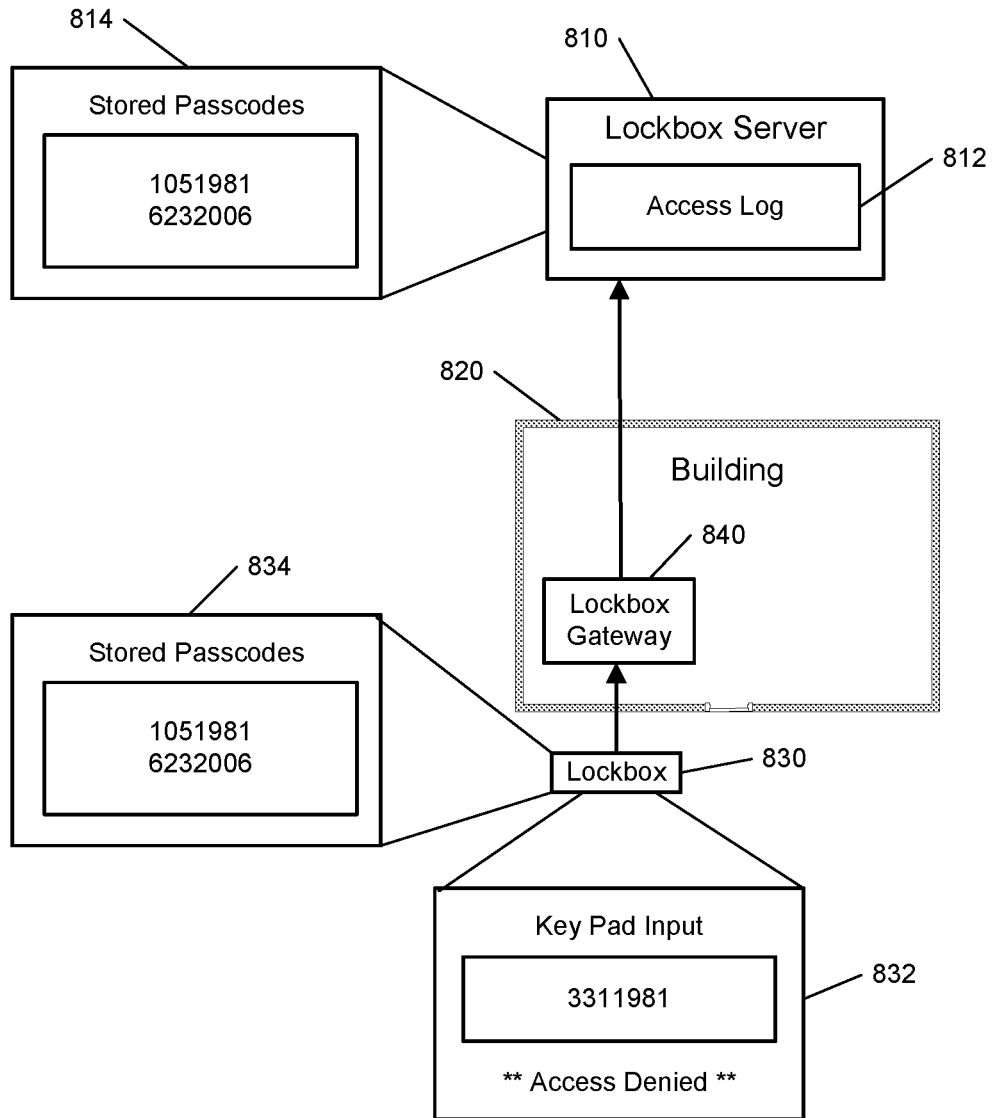 814
810
Stored Passcodes
1051981
6232006
Lockbox Server
Access Log
812
820
Building
840
Lockbox
Gateway
834
Stored Passcodes
1051981
6232006
Lockbox
830
Key Pad Input
3311981
832
** Access Denied **